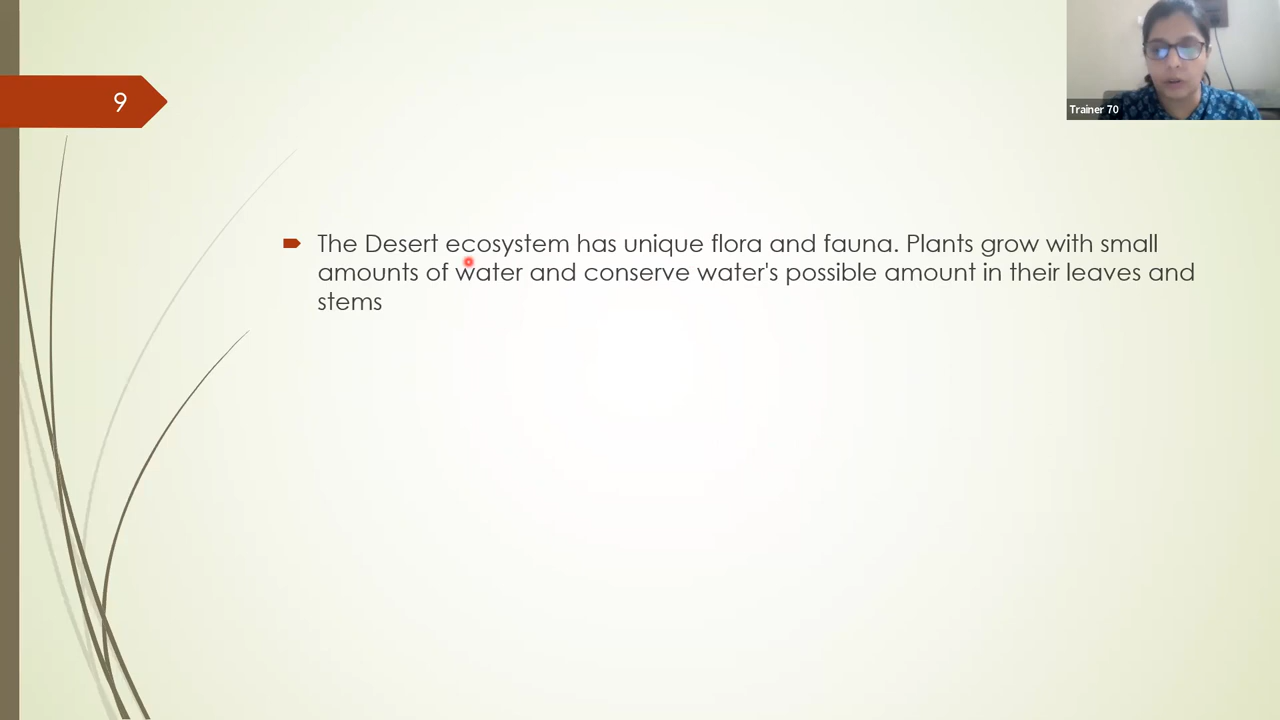 9
Trainer 70
The Desert ecosystem has unique flora and fauna. Plants grow with small
amounts of water and conserve water's possible amount in their leaves and
stems